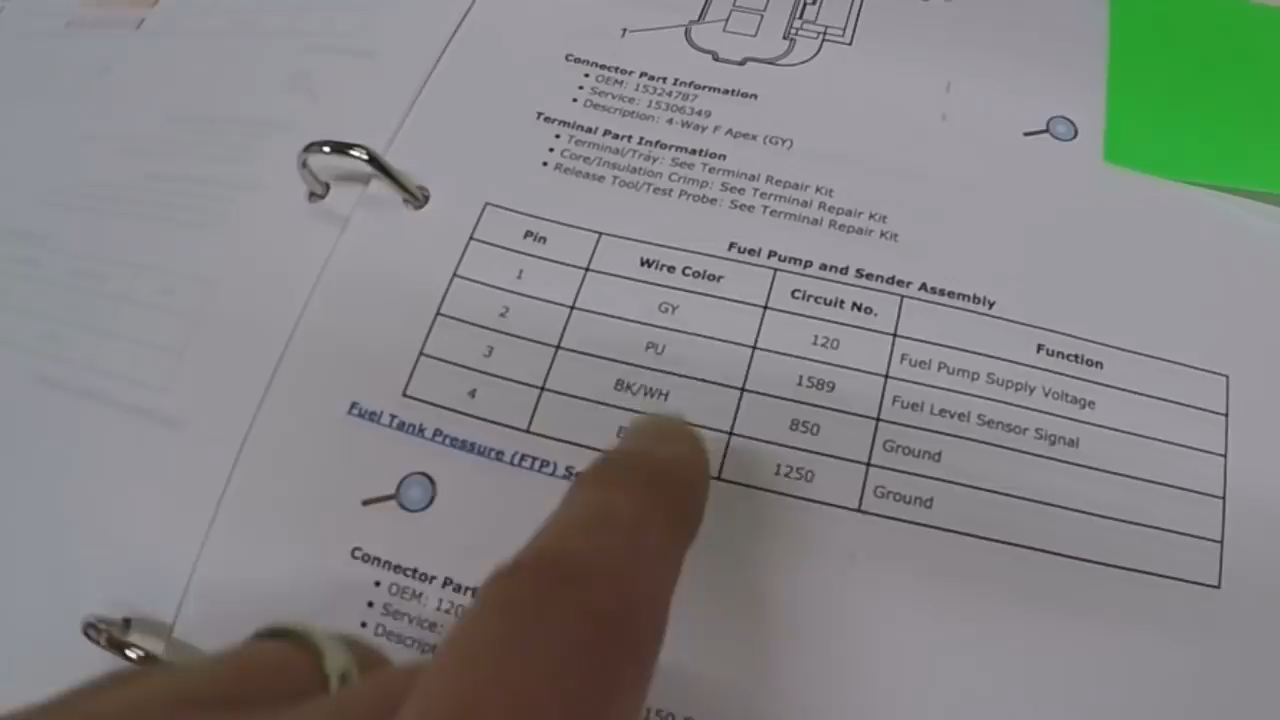 1
Connector Part Information
• OEM: 15324787
• Service: 15306349
• Description: 4-Way F Apex (GY)
Terminal Part Information
• Terminal/Tray: See Terminal Repair Kit
• Core/Insulation Crimp: See Terminal Repair Kit
• Release Tool/Test Probe: See Terminal Repair Kit
Fuel Pump and Sender Assembly
Pin Wire Color Circuit No. Function
1 GY 120 Fuel Pump Supply Voltage
2 PU 1589 Fuel Level Sensor Signal
3 BK/WH 850 Ground
4 1250 Ground
Fuel Tank Pressure (FTP)
Connector Part
• OEM: 120
• Service:
• Descript
150